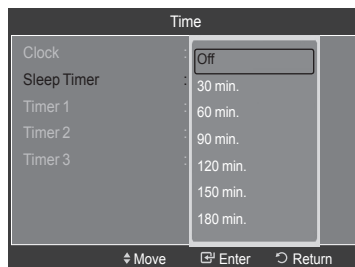 Time
Clock :
Sleep Timer :
Timer 1 :
Timer 2 :
Timer 3 :
Off
30 min.
60 min.
90 min.
120 min.
150 min.
180 min.
Move Enter Return